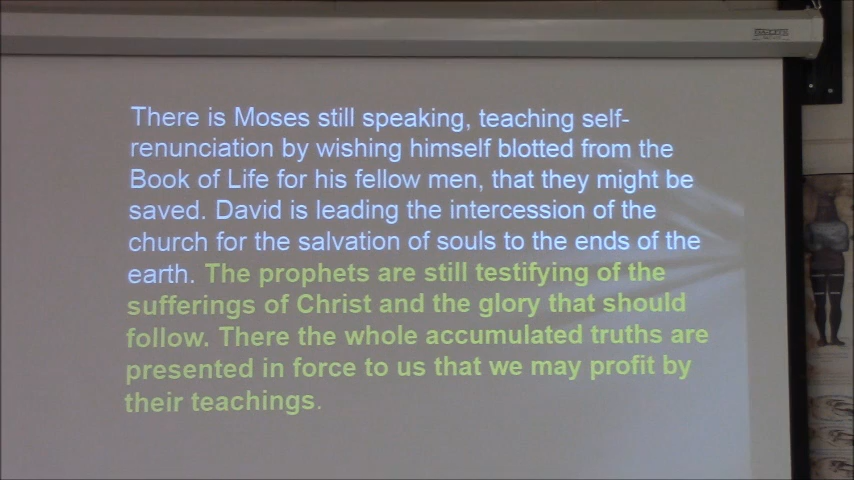 There is Moses still speaking, teaching self-
renunciation by wishing himself blotted from the
Book of Life for his fellow men, that they might be
saved. David is leading the intercession of the
church for the salvation of souls to the ends of the
earth. The prophets are still testifying of the
sufferings of Christ and the glory that should
follow. There the whole accumulated truths are
presented in force to us that we may profit by
their teachings.